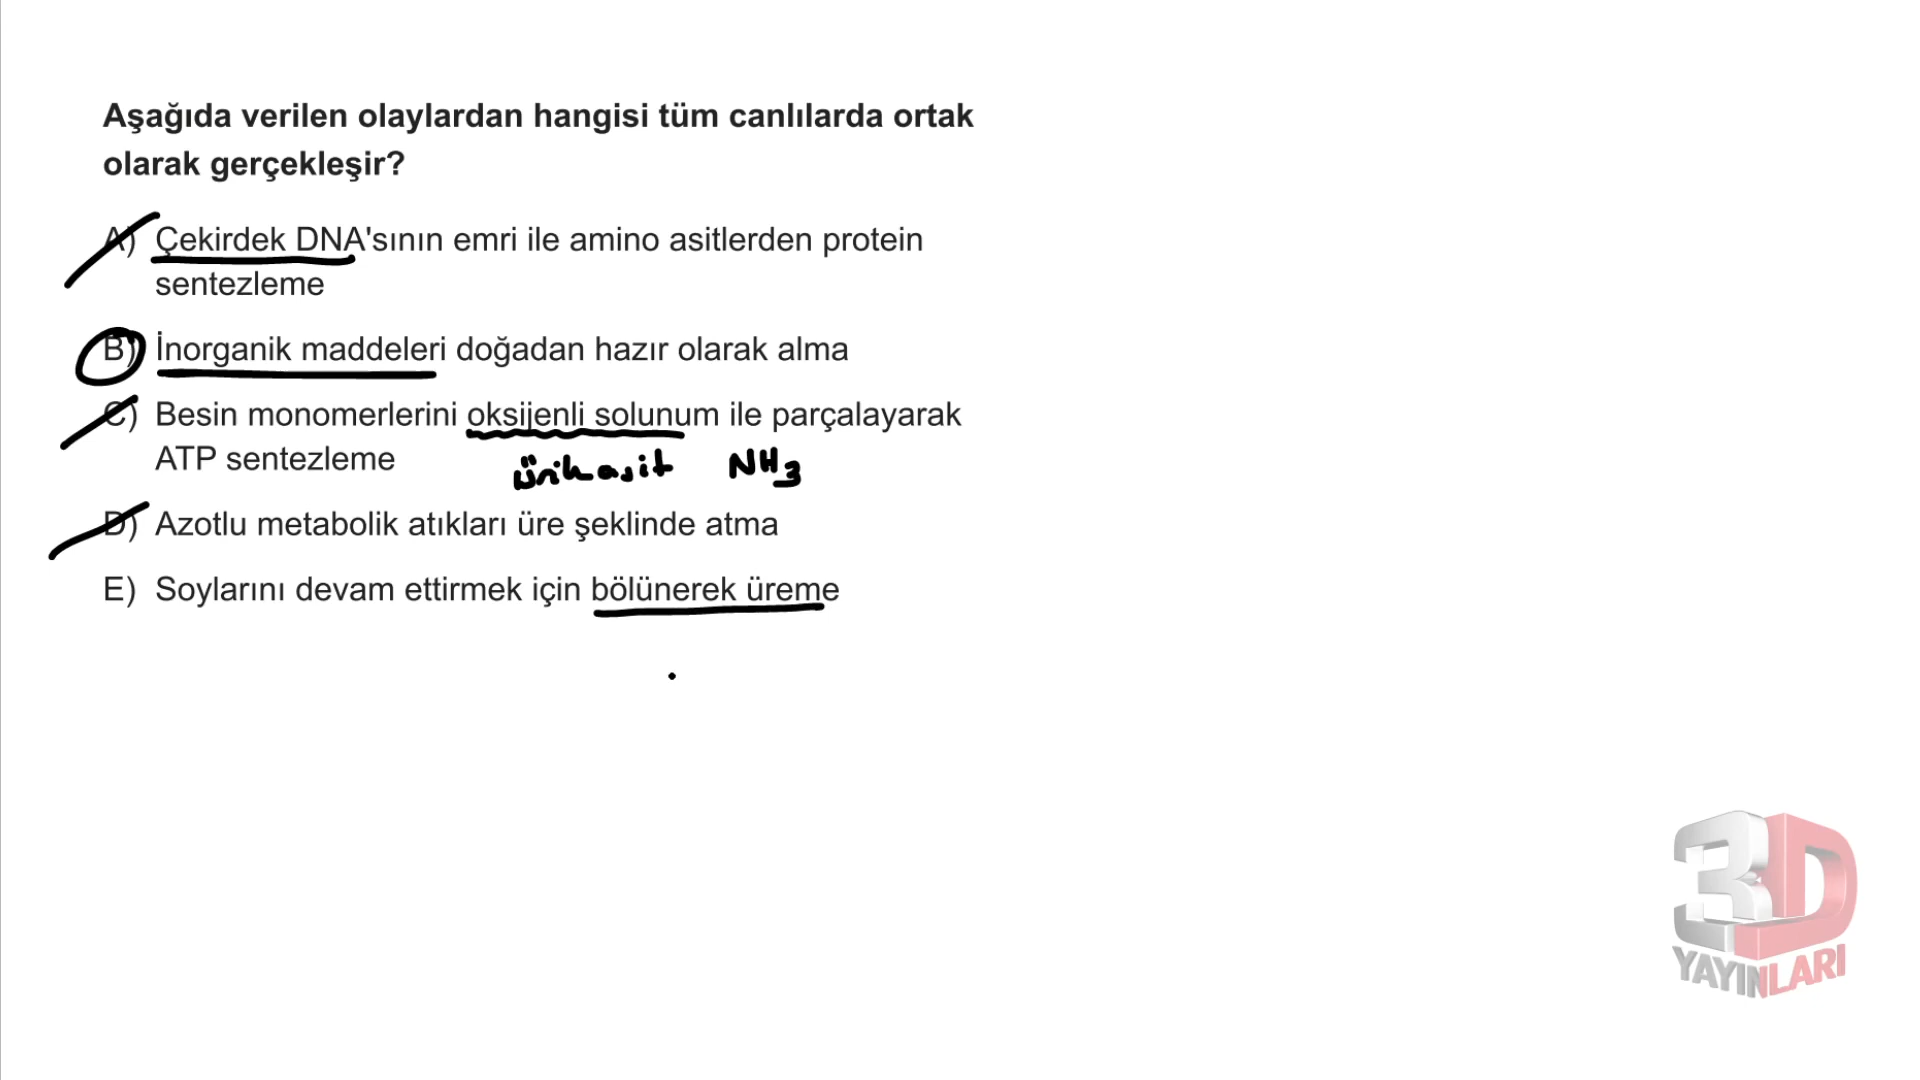 Aşağıda verilen olaylardan hangisi tüm canlılarda ortak
olarak gerçekleşir?
A) Çekirdek DNA'sının emri ile amino asitlerden protein
sentezleme
B) İnorganik maddeleri doğadan hazır olarak alma
C) Besin monomerlerini oksijenli solunum ile parçalayarak
ATP sentezleme
ürik asit NH3
D) Azotlu metabolik atıkları üre şeklinde atma
E) Soylarını devam ettirmek için bölünerek üreme
3D
YAYINLARI